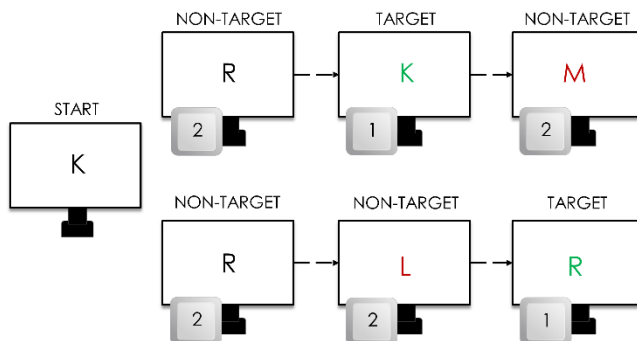 NON-TARGET TARGET NON-TARGET
R K M
2 1 2
START
K
NON-TARGET NON-TARGET TARGET
R L R
2 2 1